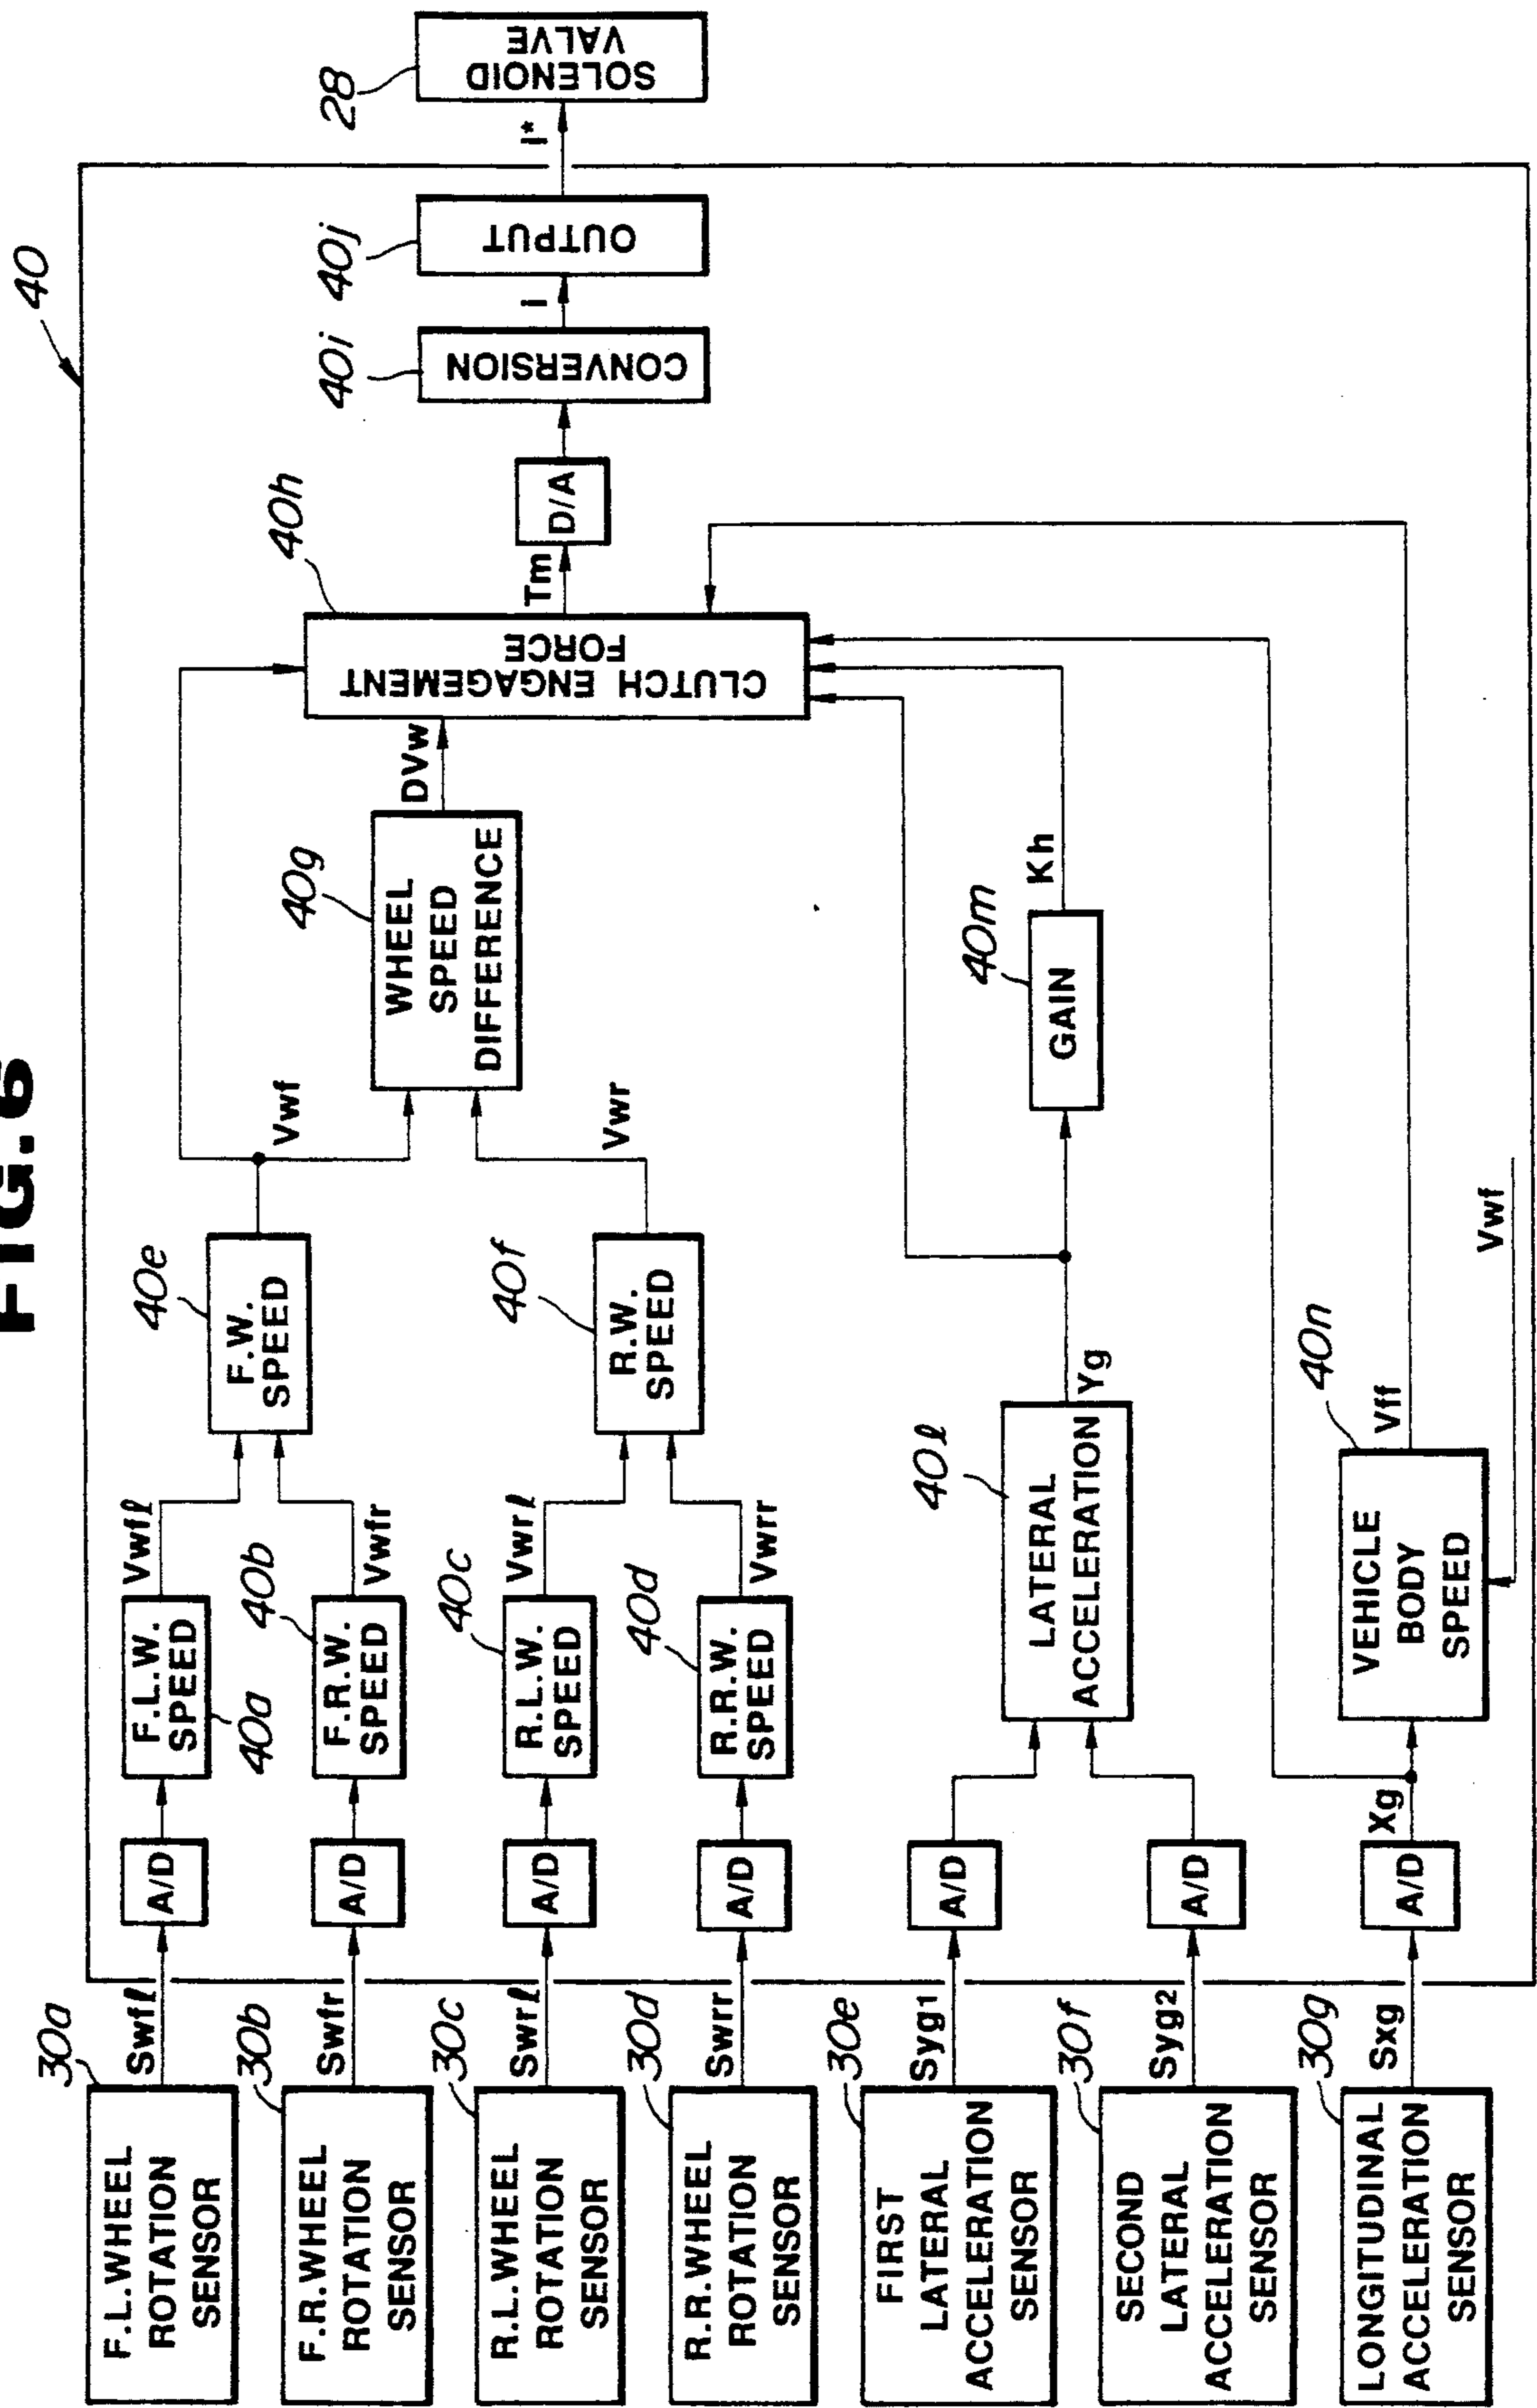 FIG.6
40
30a
F.L.WHEEL
ROTATION
SENSOR
Swfℓ
A/D
F.L.W.
SPEED
40a
Vwfℓ
30b
F.R.WHEEL
ROTATION
SENSOR
Swfr
A/D
F.R.W.
SPEED
40b
Vwfr
F.W.
SPEED
40e
Vwf
30c
R.L.WHEEL
ROTATION
SENSOR
Swrℓ
A/D
R.L.W.
SPEED
40c
Vwrℓ
30d
R.R.WHEEL
ROTATION
SENSOR
Swrr
A/D
R.R.W.
SPEED
40d
Vwrr
R.W.
SPEED
40f
Vwr
WHEEL
SPEED
DIFFERENCE
40g
DVw
CLUTCH ENGAGEMENT
FORCE
40h
Tm
D/A
CONVERSION
40i
i
OUTPUT
40j
i*
SOLENOID
VALVE
28
30e
FIRST
LATERAL
ACCELERATION
SENSOR
Syg1
A/D
30f
SECOND
LATERAL
ACCELERATION
SENSOR
Syg2
A/D
LATERAL
ACCELERATION
40ℓ
Yg
GAIN
40m
Kh
30g
LONGITUDINAL
ACCELERATION
SENSOR
Sxg
A/D
Xg
VEHICLE
BODY
SPEED
40n
Vff
Vwf